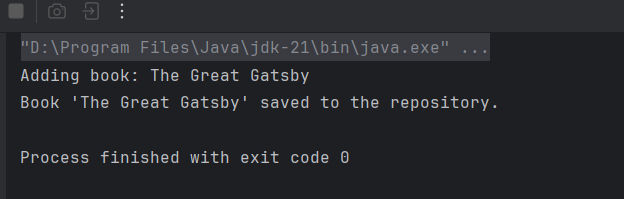 "D:\Program Files\Java\jdk-21\bin\java.exe" ...
Adding book: The Great Gatsby
Book 'The Great Gatsby' saved to the repository.
Process finished with exit code 0